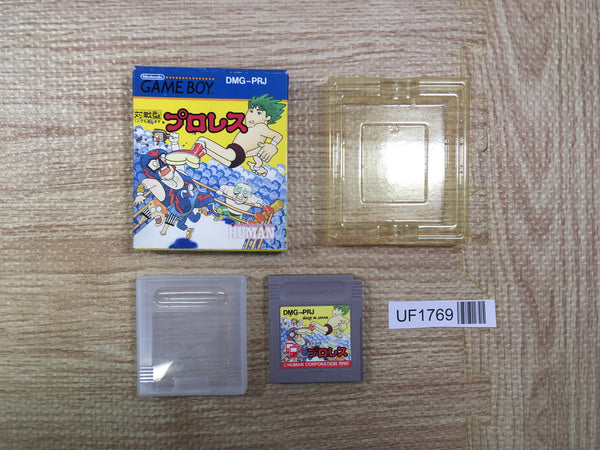 Nintendo
GAME BOY
DMG-PRJ
プロレス
HUMAN
DMG-PRJ
MADE IN JAPAN
プロレス
© HUMAN CORPORATION 1990
UF1769